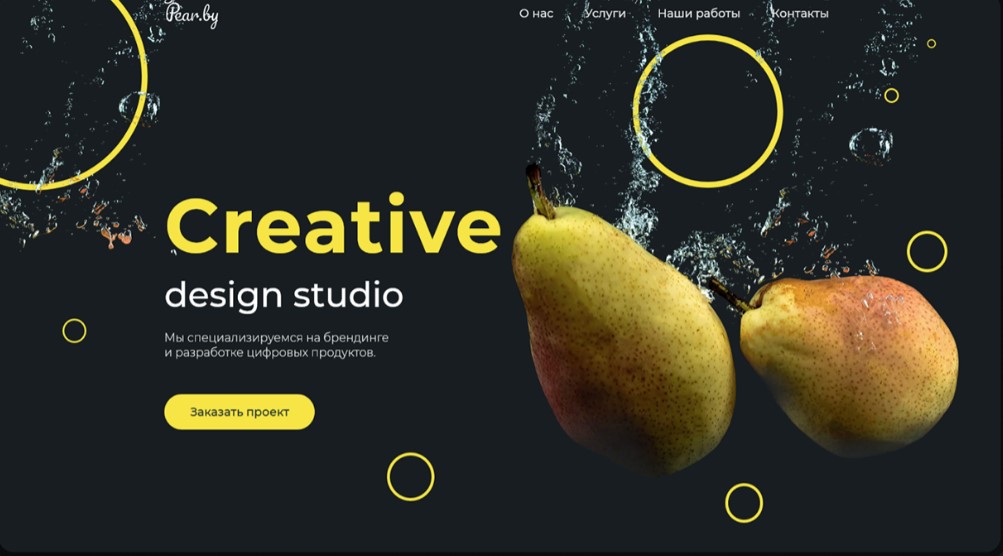 Pear.by
О нас Услуги Наши работы Контакты
Creative
design studio
Мы специализируемся на брендинге
и разработке цифровых продуктов.
Заказать проект